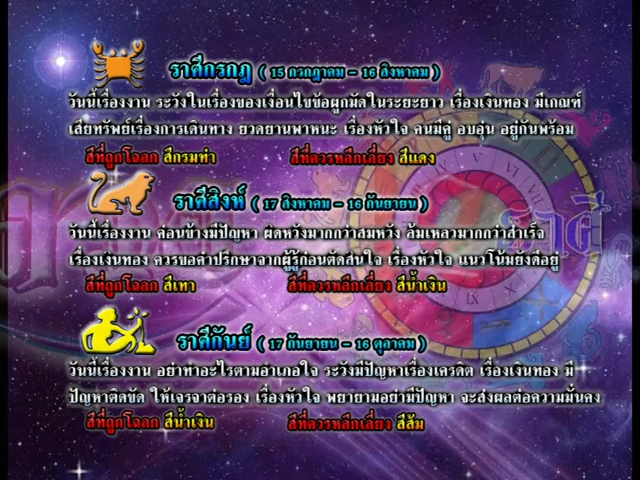 ราศีกรกฎ ( 15 กรกฎาคม - 16 สิงหาคม )
วันนี้เรื่องงาน ระวังในเรื่องของเงื่อนไขข้อผูกมัดในระยะยาว เรื่องเงินทอง มีเกณฑ์
เสียทรัพย์เรื่องการเดินทาง ยวดยานพาหนะ เรื่องหัวใจ คนมีคู่ อบอุ่น อยู่กันพร้อม
สีที่ถูกโฉลก สีกรมท่า สีที่ควรหลีกเลี่ยง สีแดง
ราศีสิงห์ ( 17 สิงหาคม - 16 กันยายน )
วันนี้เรื่องงาน ค่อนข้างมีปัญหา ผิดหวังมากกว่าสมหวัง ล้มเหลวมากกว่าสำเร็จ
เรื่องเงินทอง ควรขอคำปรึกษาจากผู้รู้ก่อนตัดสินใจ เรื่องหัวใจ แนวโน้มยังดีอยู่
สีที่ถูกโฉลก สีเทา สีที่ควรหลีกเลี่ยง สีน้ำเงิน
ราศีกันย์ ( 17 กันยายน - 16 ตุลาคม )
วันนี้เรื่องงาน อย่าทำอะไรตามอำเภอใจ ระวังมีปัญหาเรื่องเครดิต เรื่องเงินทอง มี
ปัญหาติดขัด ให้เจรจาต่อรอง เรื่องหัวใจ พยายามอย่ามีปัญหา จะส่งผลต่อความมั่นคง
สีที่ถูกโฉลก สีน้ำเงิน สีที่ควรหลีกเลี่ยง สีส้ม
ราศี